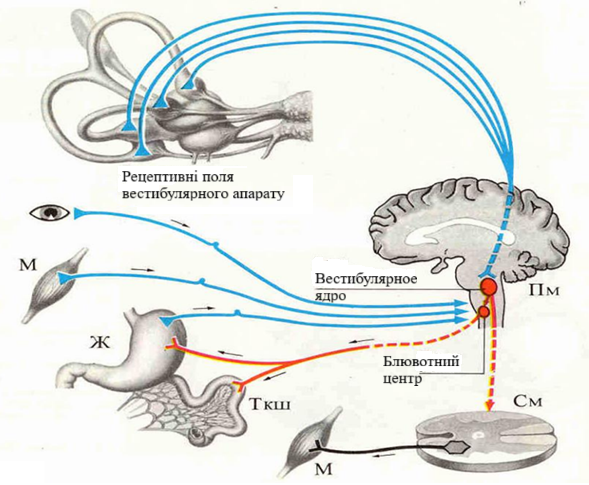 Рецептивні поля
вестибулярного апарату
М
Вестибулярное
ядро
Пм
Ж
Блювотний
центр
Ткш
См
М